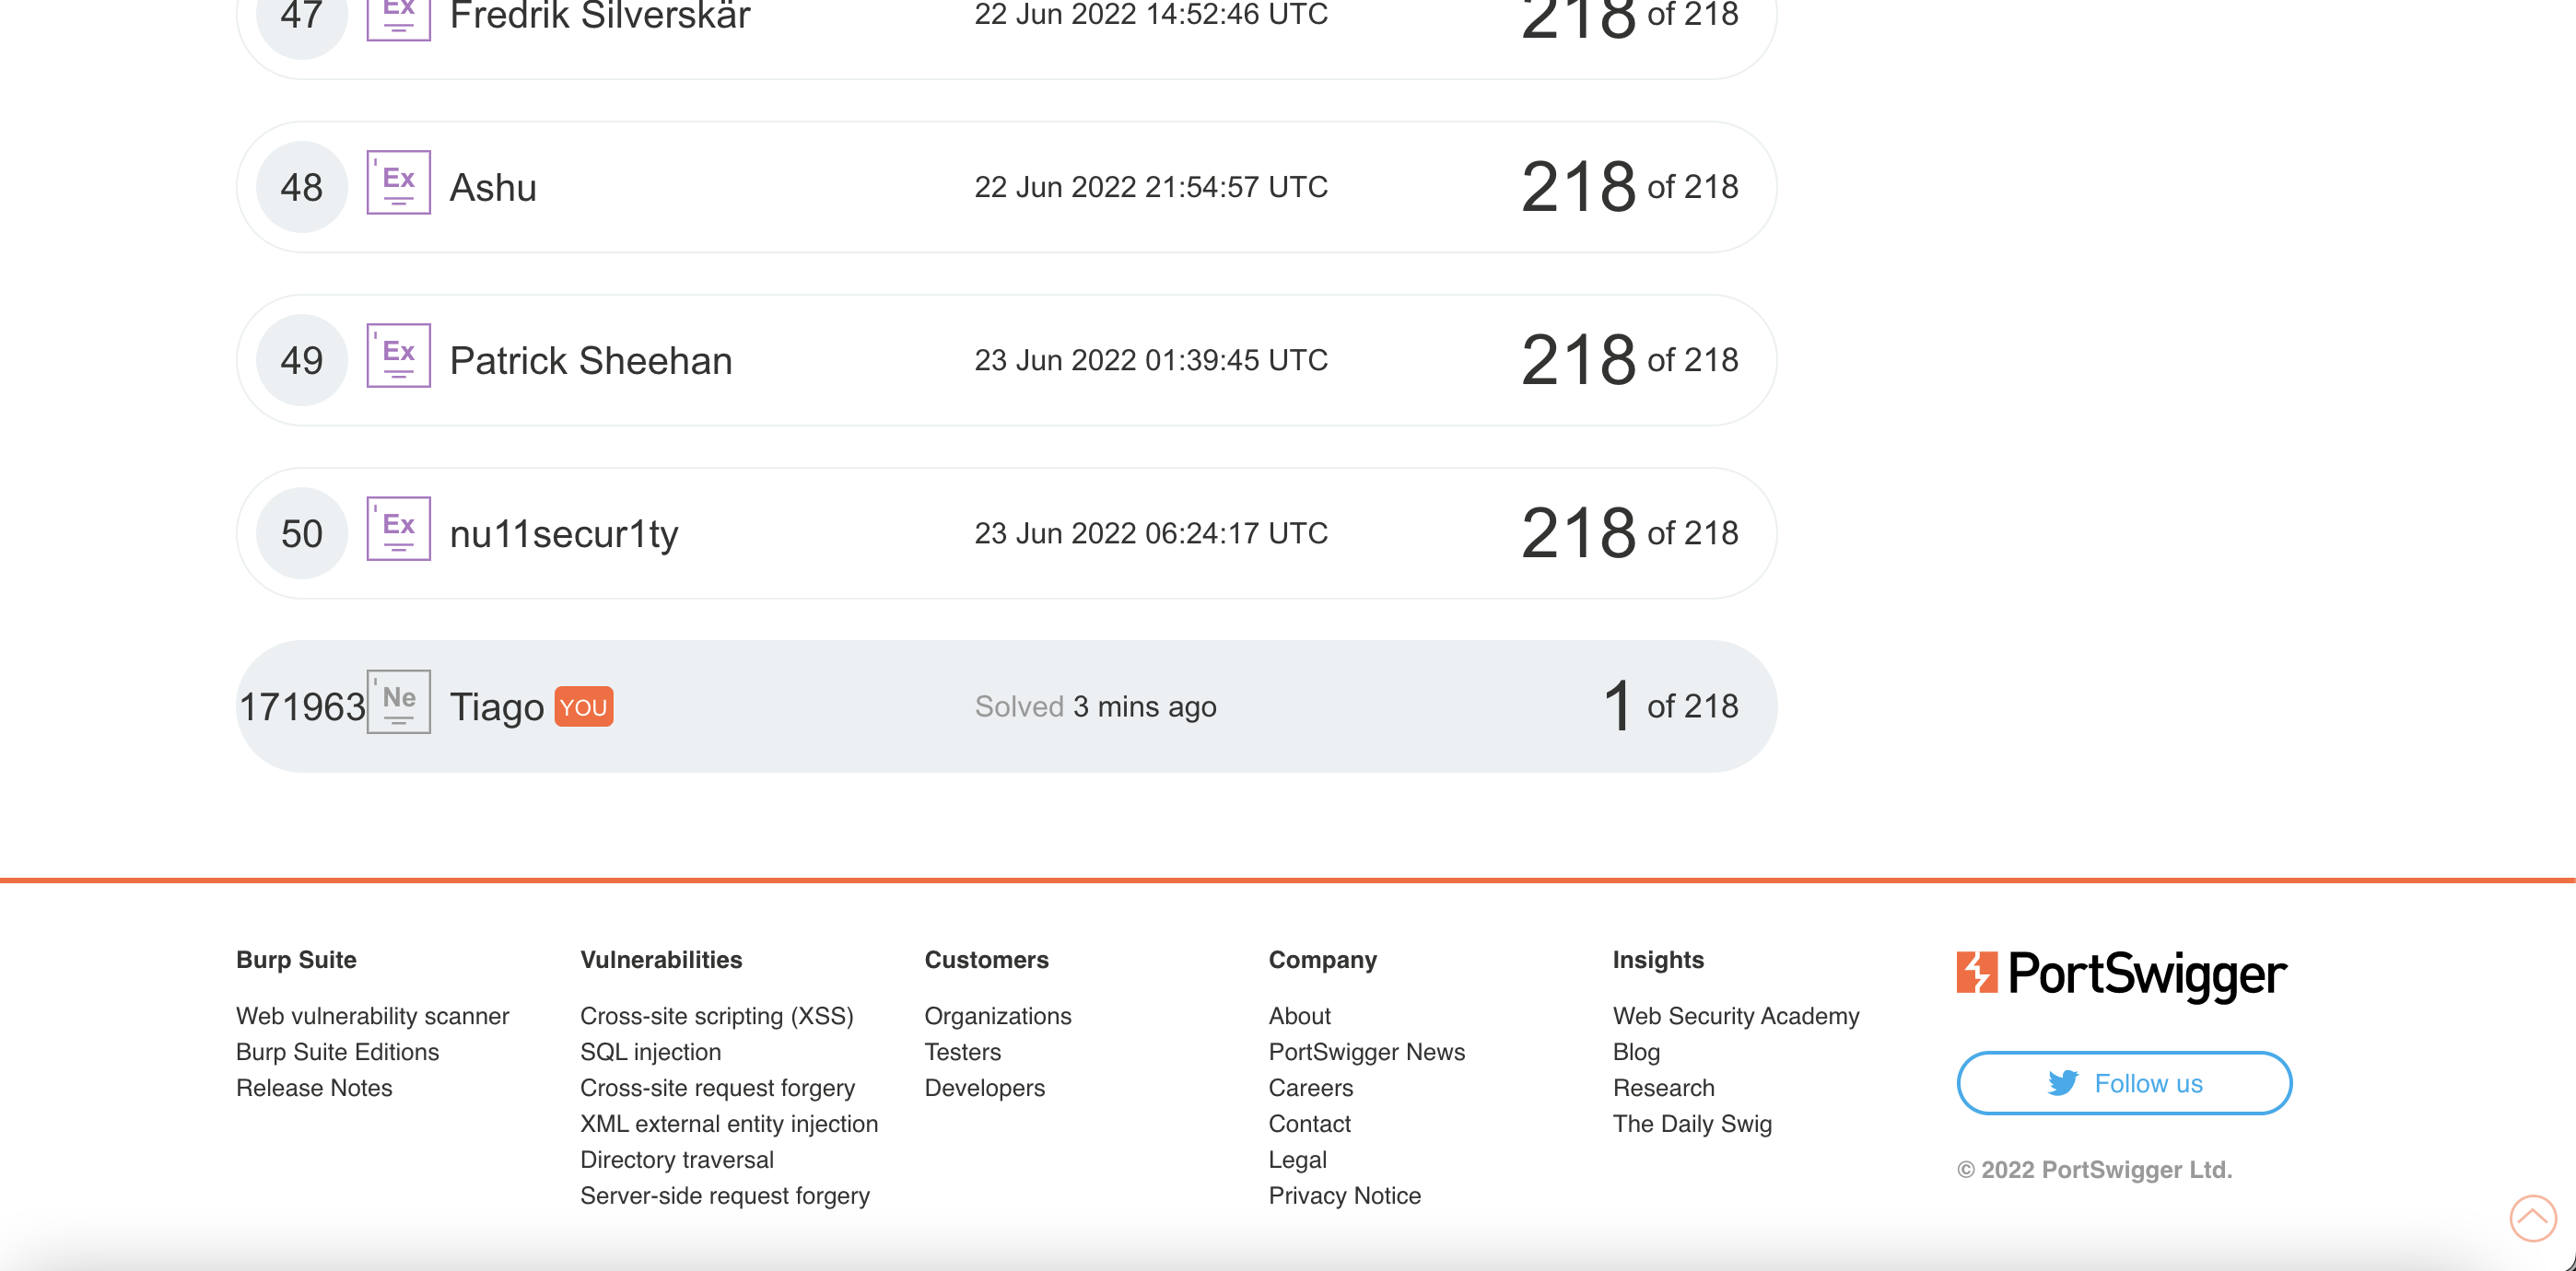 47 Ex Fredrik Silverskär 22 Jun 2022 14:52:46 UTC 218 of 218
48 Ex Ashu 22 Jun 2022 21:54:57 UTC 218 of 218
49 Ex Patrick Sheehan 23 Jun 2022 01:39:45 UTC 218 of 218
50 Ex nu11secur1ty 23 Jun 2022 06:24:17 UTC 218 of 218
171963 Ne Tiago YOU Solved 3 mins ago 1 of 218
Burp Suite
Web vulnerability scanner
Burp Suite Editions
Release Notes
Vulnerabilities
Cross-site scripting (XSS)
SQL injection
Cross-site request forgery
XML external entity injection
Directory traversal
Server-side request forgery
Customers
Organizations
Testers
Developers
Company
About
PortSwigger News
Careers
Contact
Legal
Privacy Notice
Insights
Web Security Academy
Blog
Research
The Daily Swig
PortSwigger
Follow us
© 2022 PortSwigger Ltd.